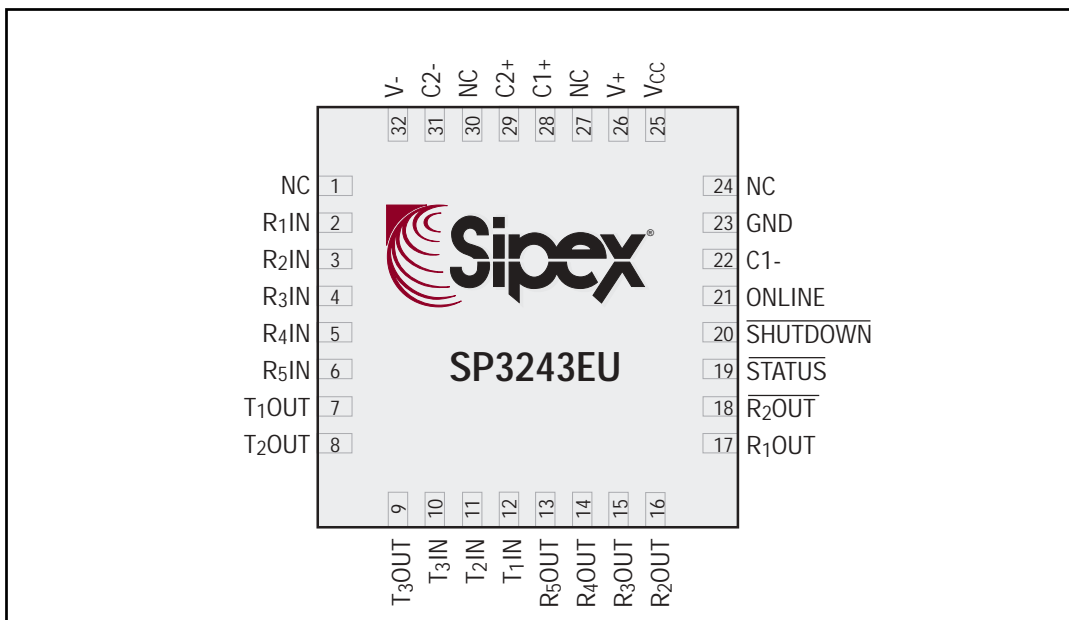 V- C2- NC C2+ C1+ NC V+ VCC
32 31 30 29 28 27 26 25
NC 1
R1IN 2
R2IN 3
R3IN 4
R4IN 5
R5IN 6
T1OUT 7
T2OUT 8
Sipex®
SP3243EU
24 NC
23 GND
22 C1-
21 ONLINE
20 SHUTDOWN
19 STATUS
18 R2OUT
17 R1OUT
9 10 11 12 13 14 15 16
T3OUT T3IN T2IN T1IN R5OUT R4OUT R3OUT R2OUT